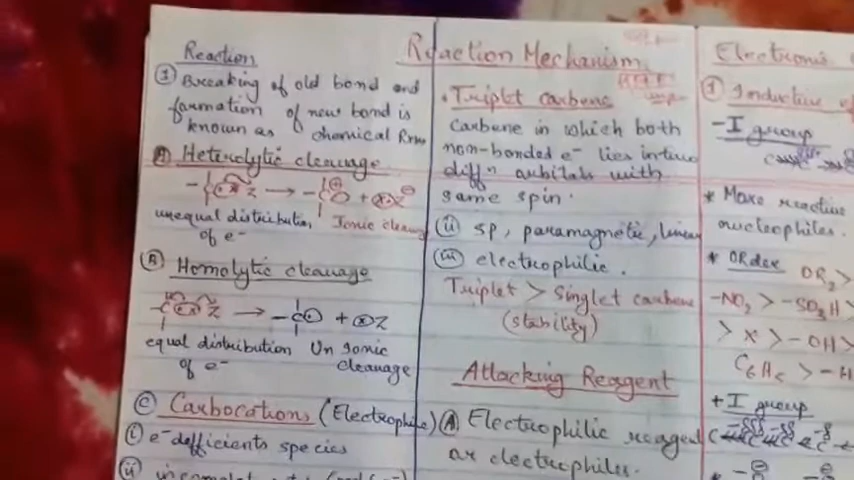 Reaction Mechanism
Reaction
① Breaking of old bond and
formation of new bond is
known as chemical Rxn
Ⓐ Heterolytic cleavage
unequal distribution Ionic cleavage
of e⁻
Ⓑ Homolytic cleavage
equal distribution Un Ionic
of e⁻ cleavage
Ⓒ Carbocations (Electrophile)
ⓘ e⁻ defficients species
ⓘⓘ
. Triplet carbene
carbene in which both
non-bonded e⁻ lies in two
diff n orbitals with
same spin.
ⓘⓘ sp, paramagnetic, linear
ⓘⓘⓘ electrophilic.
Triplet > Singlet carbene
(stability)
Attacking Reagent
Ⓐ Electrophilic reagent
or electrophiles.
Electronic
① Inductive
-I group
* More reactive
nucleophiles.
* ORder OR₂ >
-NO₂ > -SO₃H >
> X > -OH >
C₆H₅ > -H
+I group